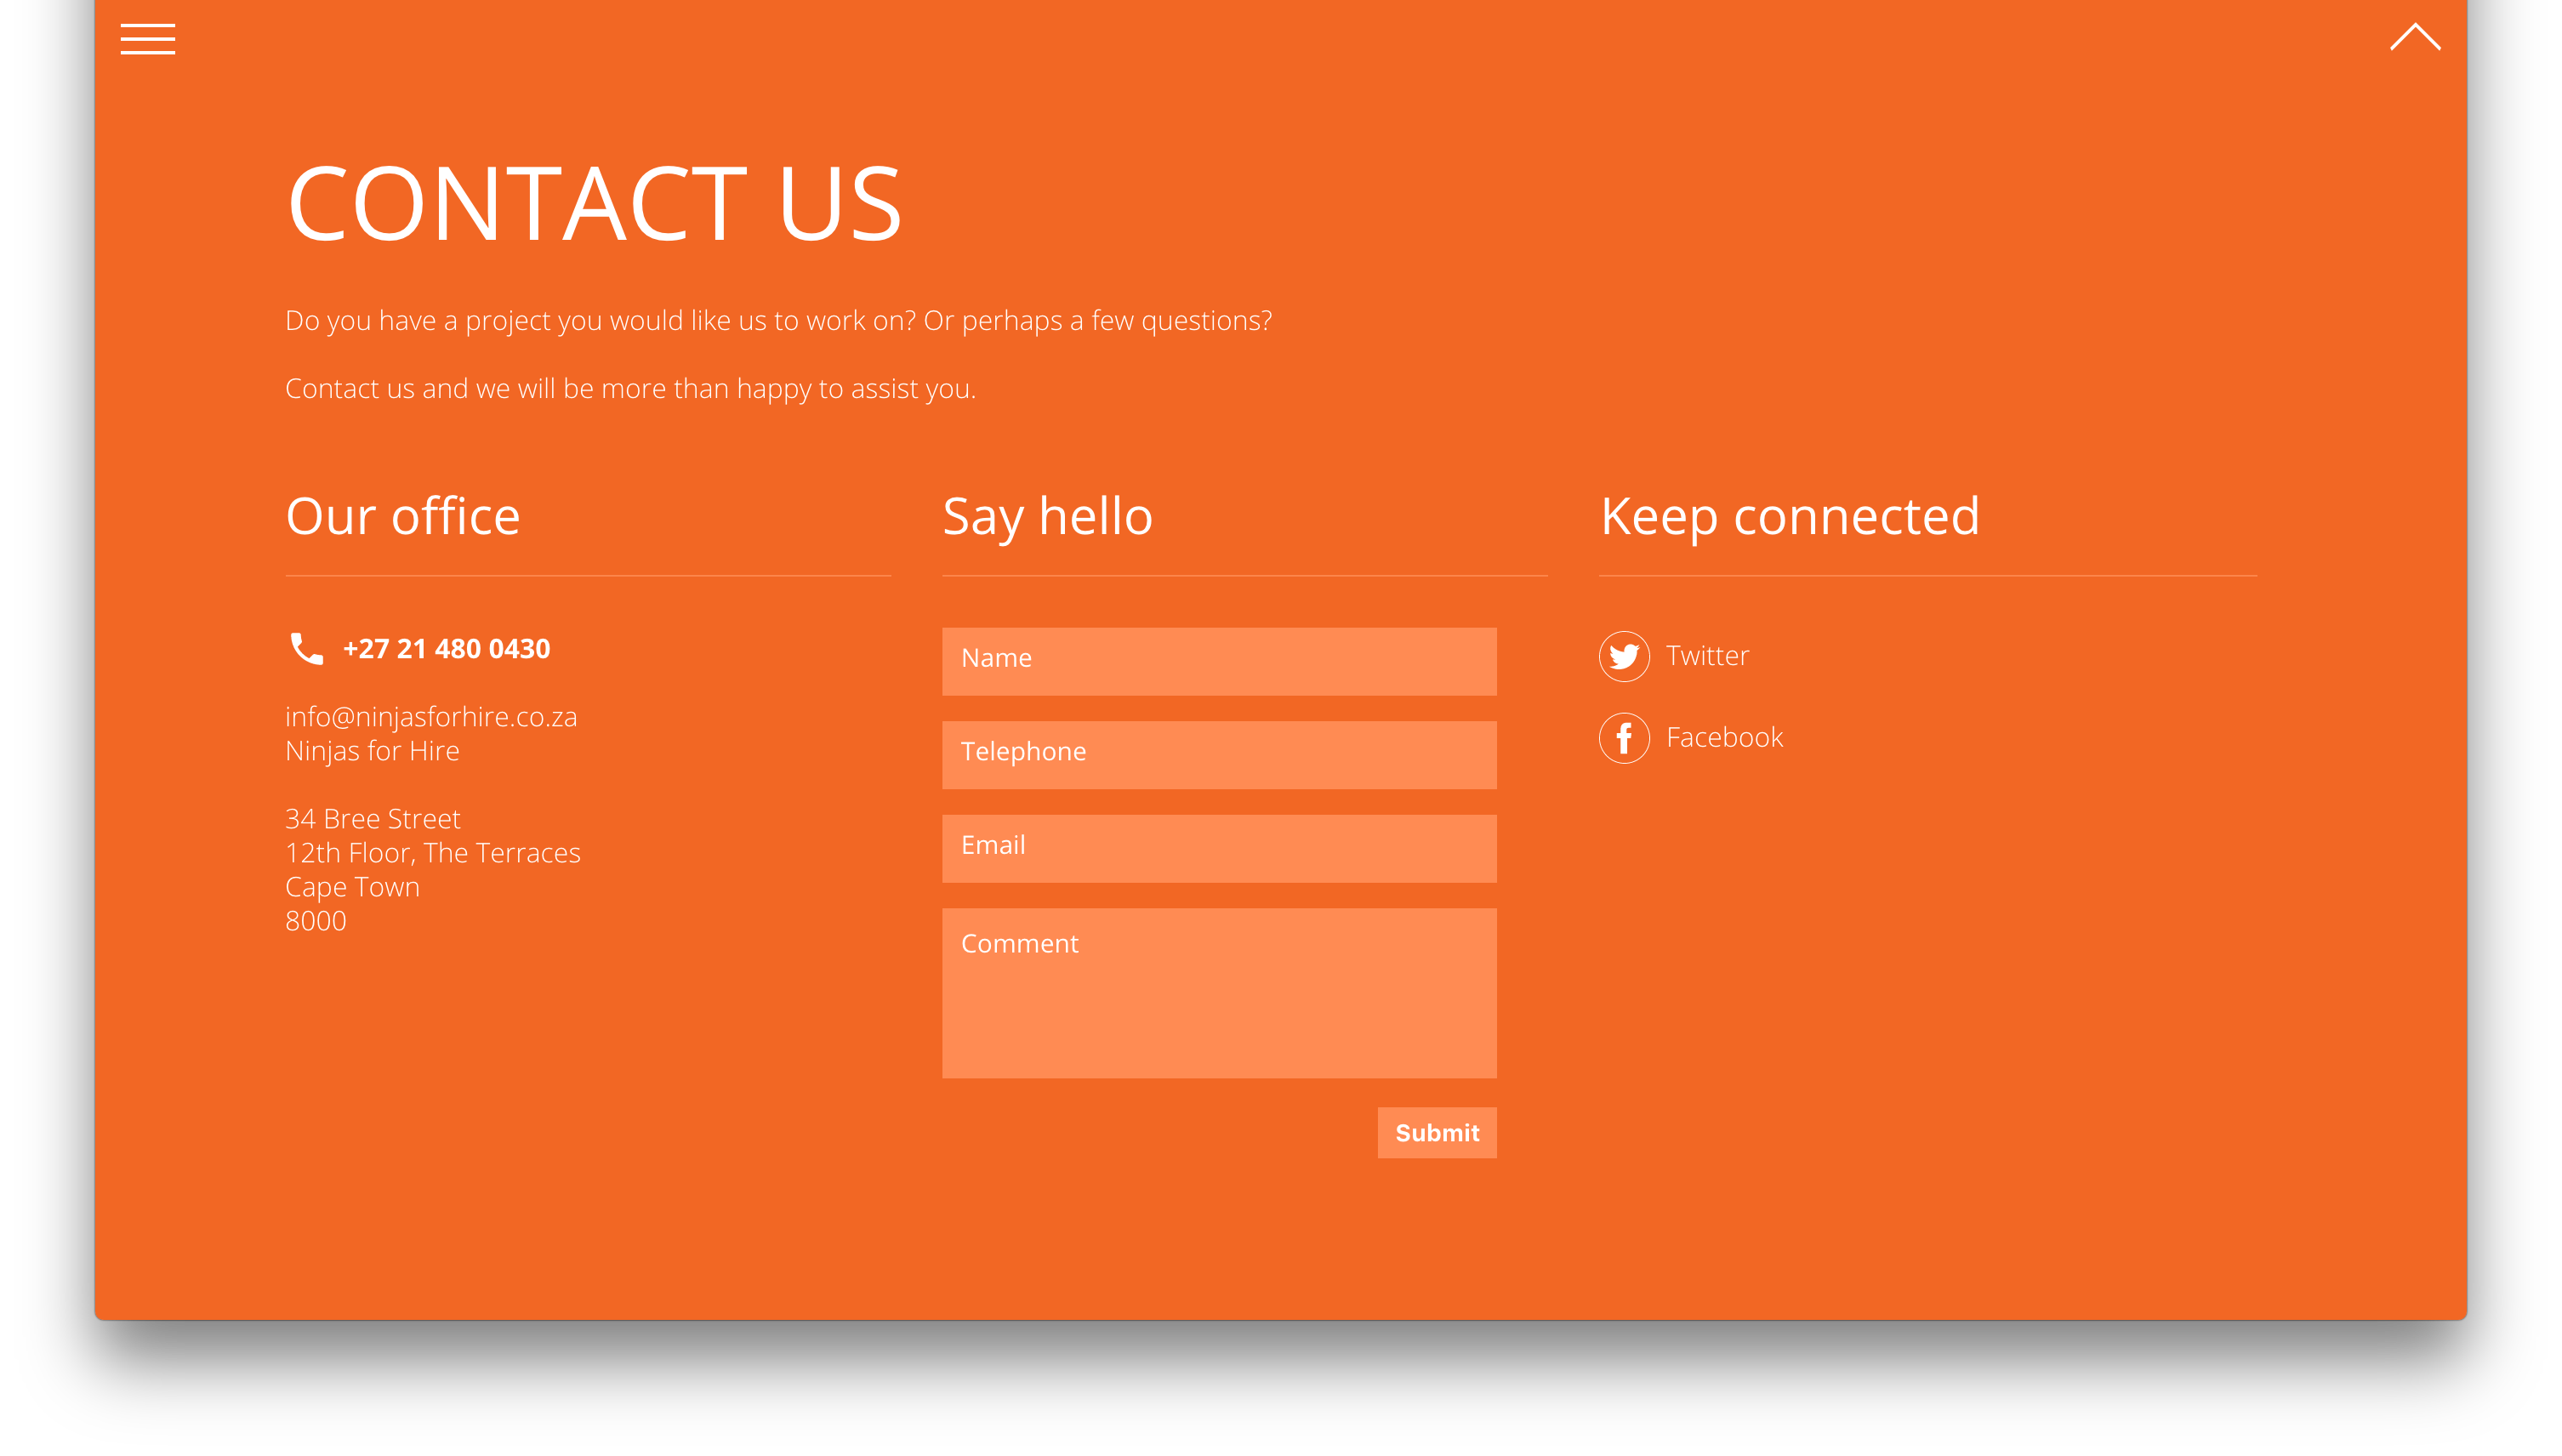 CONTACT US
Do you have a project you would like us to work on? Or perhaps a few questions?
Contact us and we will be more than happy to assist you.
Our office
+27 21 480 0430
info@ninjasforhire.co.za
Ninjas for Hire
34 Bree Street
12th Floor, The Terraces
Cape Town
8000
Say hello
Name
Telephone
Email
Comment
Submit
Keep connected
Twitter
Facebook